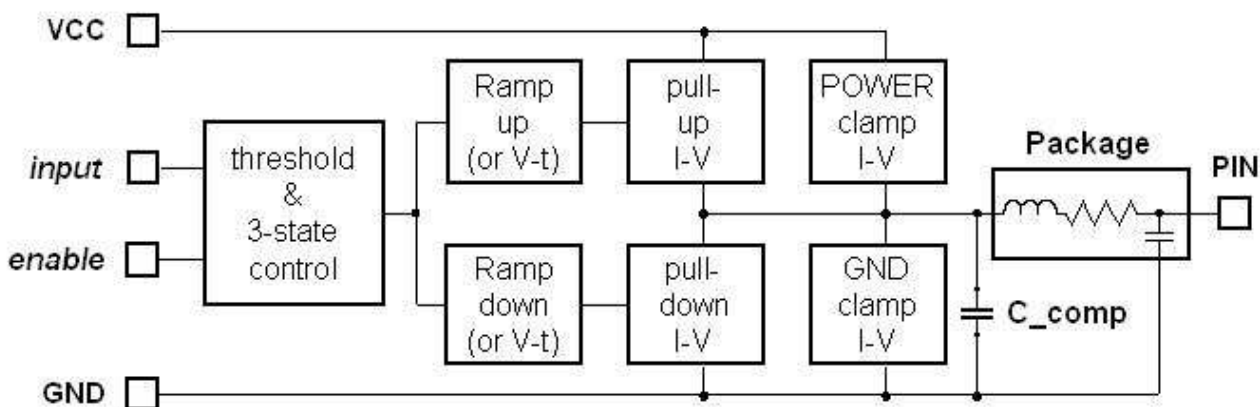 VCC
input
enable
GND
threshold
&
3-state
control
Ramp
up
(or V-t)
Ramp
down
(or V-t)
pull-
up
I-V
pull-
down
I-V
POWER
clamp
I-V
GND
clamp
I-V
C_comp
Package
PIN